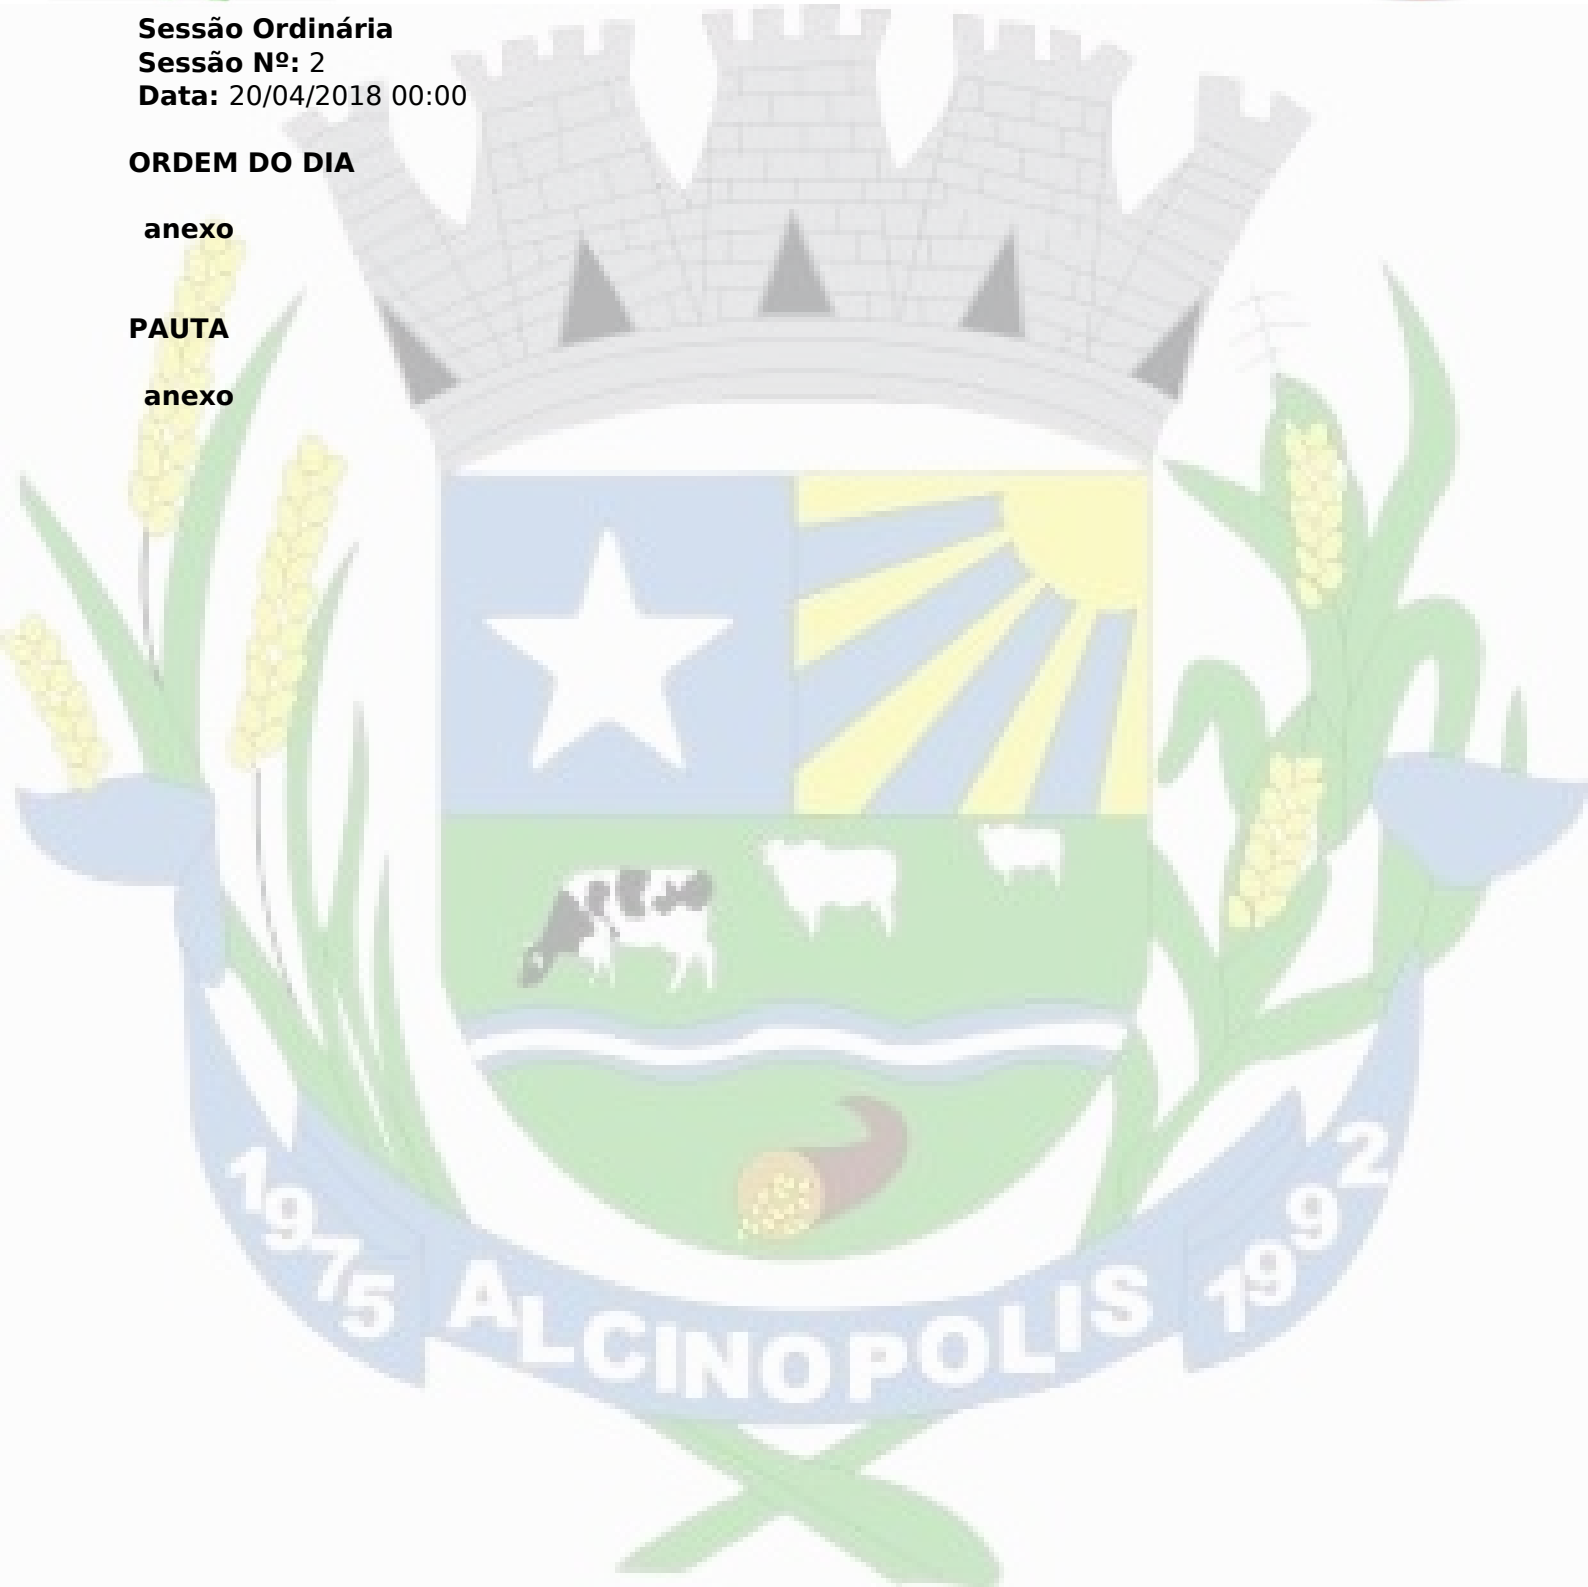 Sessão Ordinária
Sessão Nº: 2
Data: 20/04/2018 00:00
ORDEM DO DIA
anexo
PAUTA
anexo
1975 ALCINOPOLIS 1992